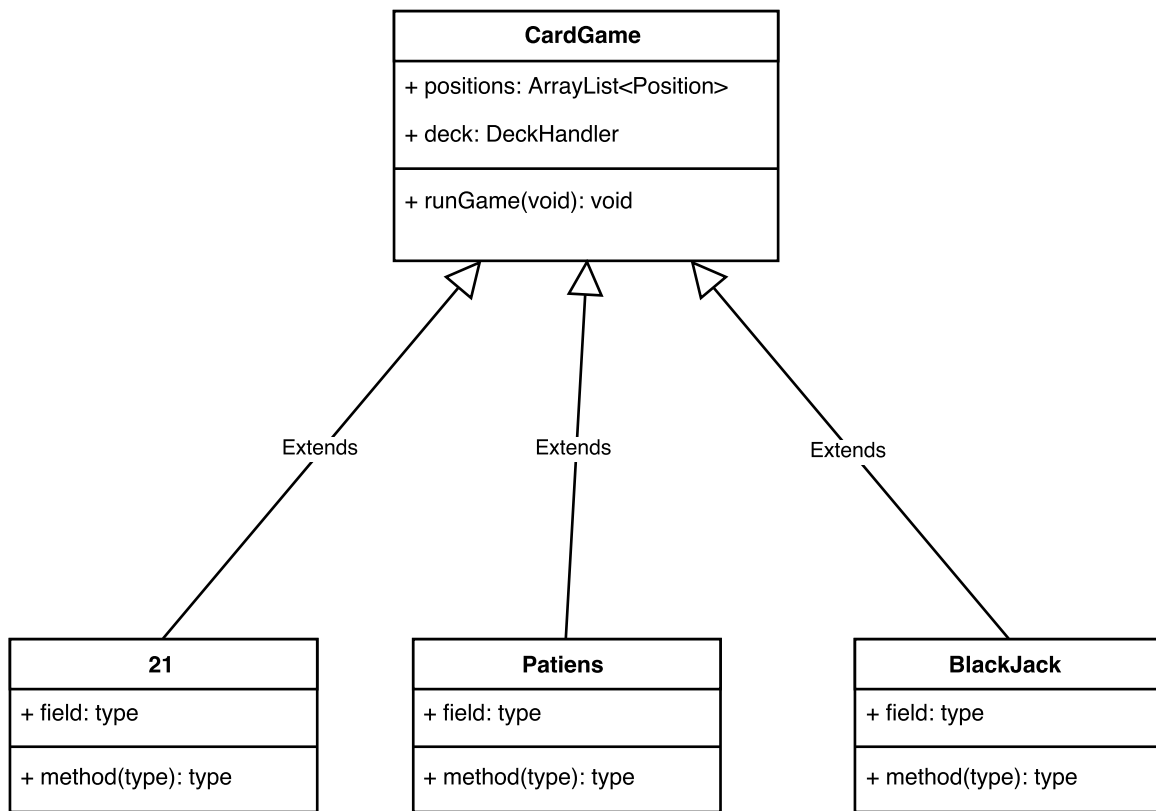 CardGame
+ positions: ArrayList<Position>
+ deck: DeckHandler
+ runGame(void): void
Extends
Extends
Extends
21
+ field: type
+ method(type): type
Patiens
+ field: type
+ method(type): type
BlackJack
+ field: type
+ method(type): type